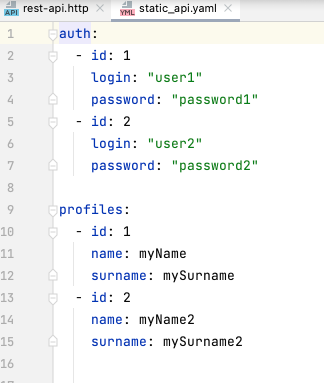 API rest-api.http × YML static_api.yaml ×
1 auth:
2   - id: 1
3     login: "user1"
4     password: "password1"
5   - id: 2
6     login: "user2"
7     password: "password2"
8
9 profiles:
10   - id: 1
11     name: myName
12     surname: mySurname
13   - id: 2
14     name: myName2
15     surname: mySurname2
16